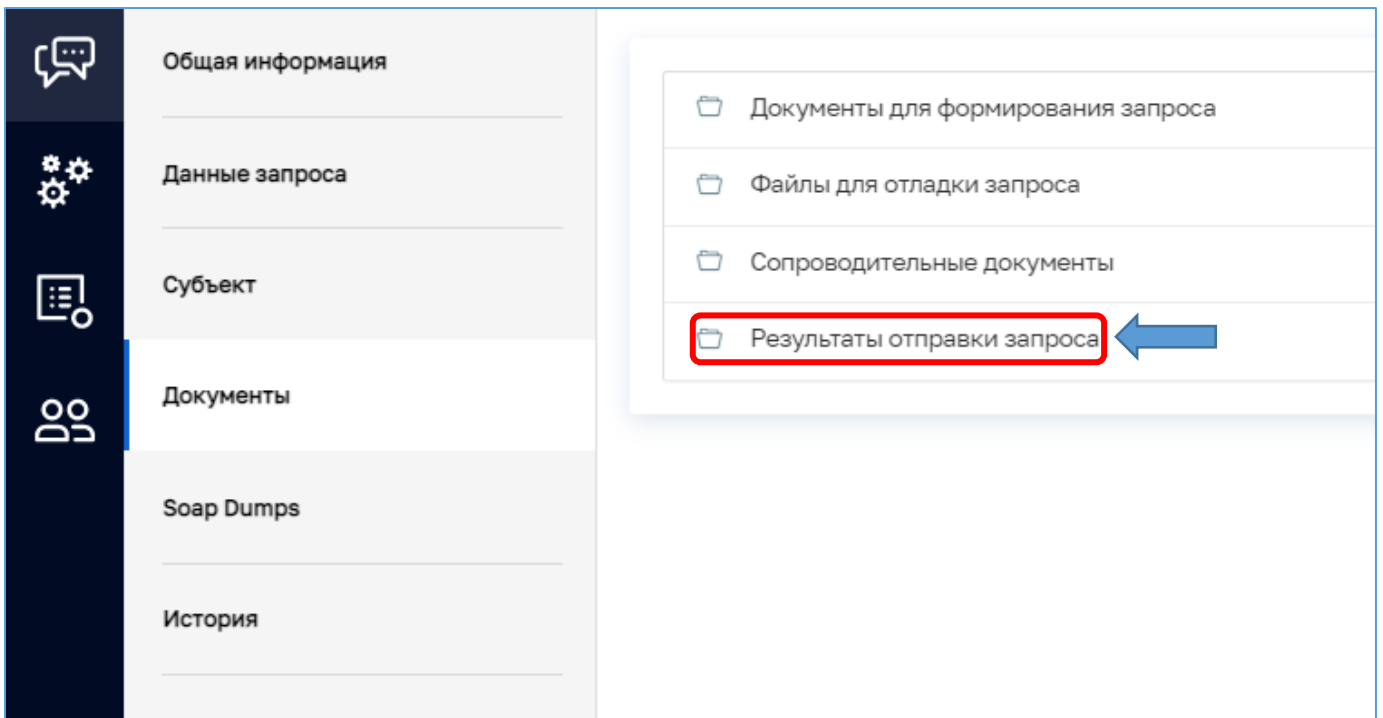 Общая информация
Данные запроса
Субъект
Документы
Soap Dumps
История
Документы для формирования запроса
Файлы для отладки запроса
Сопроводительные документы
Результаты отправки запроса